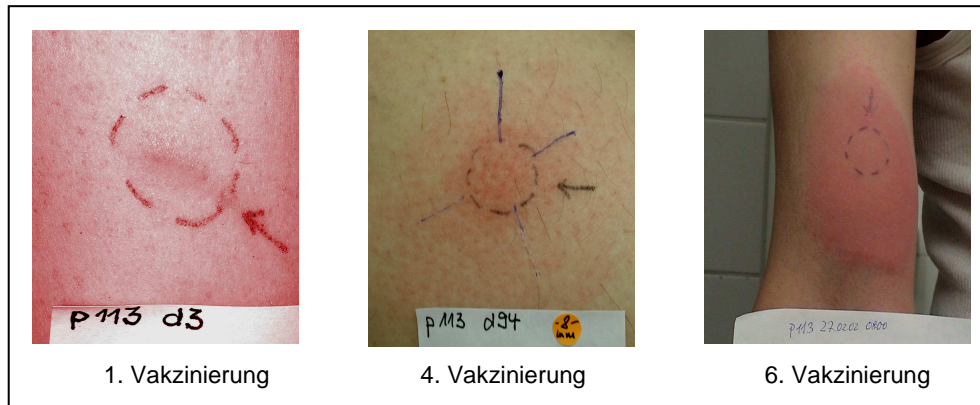 p113 d3
p113 d94
-8-
mm
p113 27.02.02 0800
1. Vakzinierung
4. Vakzinierung
6. Vakzinierung